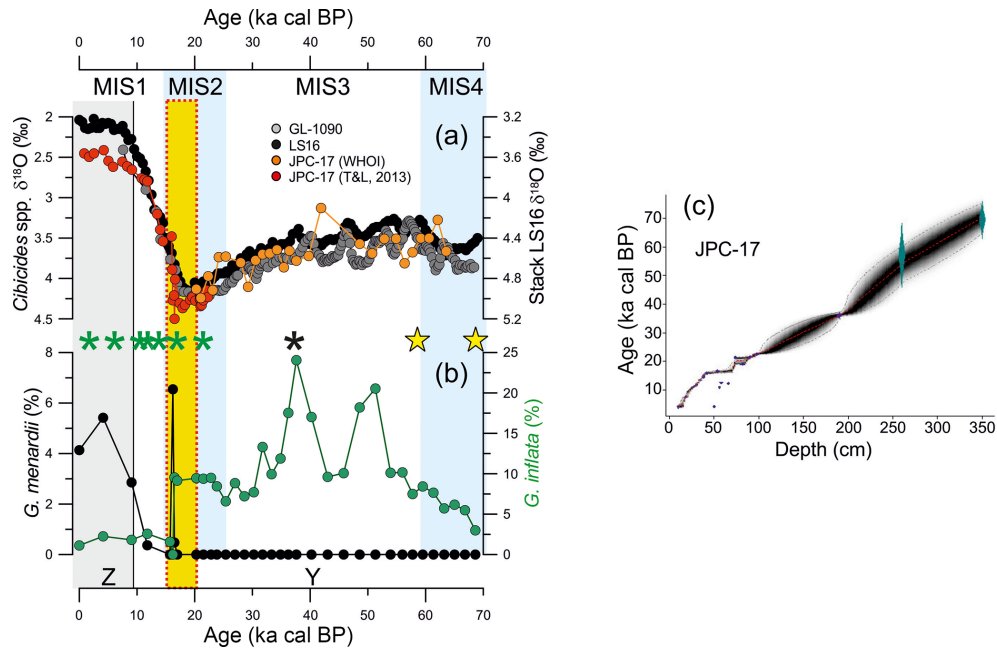 Age (ka cal BP)
0 10 20 30 40 50 60 70
MIS1 MIS2 MIS3 MIS4
(a)
Cibicides spp. δ18O (‰)
2
2.5
3
3.5
4
4.5
GL-1090
LS16
JPC-17 (WHOI)
JPC-17 (T&L, 2013)
3.2
3.6
4
4.4
4.8
5.2
Stack LS16 δ18O (‰)
* * * * * * * *
(b)
G. menardii (%)
8
6
4
2
0
25
20
15
10
5
0
G. inflata (%)
Z Y
0 10 20 30 40 50 60 70
Age (ka cal BP)
(c)
JPC-17
Age (ka cal BP)
70
60
50
40
30
20
10
0 50 100 150 200 250 300 350
Depth (cm)